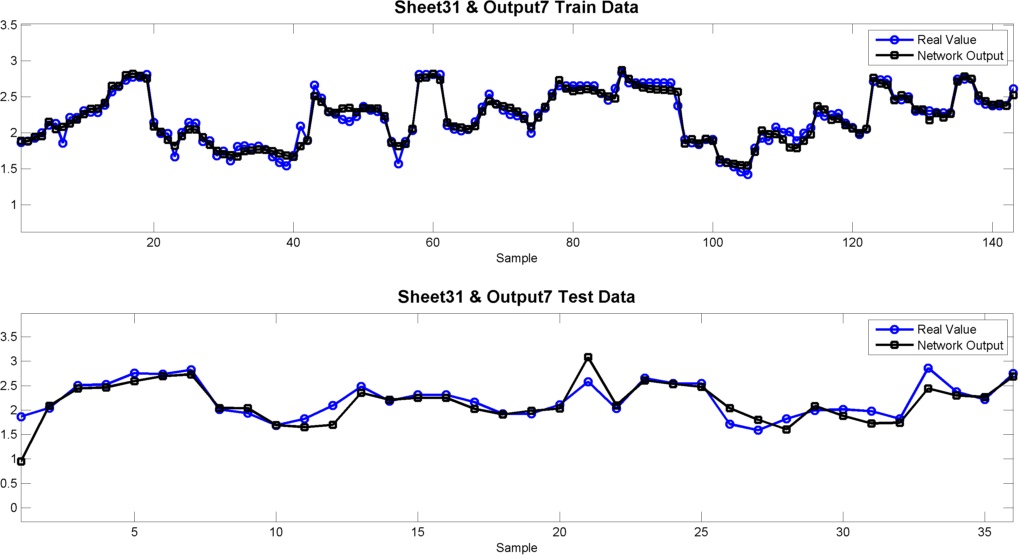 Sheet31 & Output7 Train Data
3.5
3
2.5
2
1.5
1
Real Value
Network Output
20 40 60 80 100 120 140
Sample
Sheet31 & Output7 Test Data
3.5
3
2.5
2
1.5
1
0.5
0
Real Value
Network Output
5 10 15 20 25 30 35
Sample